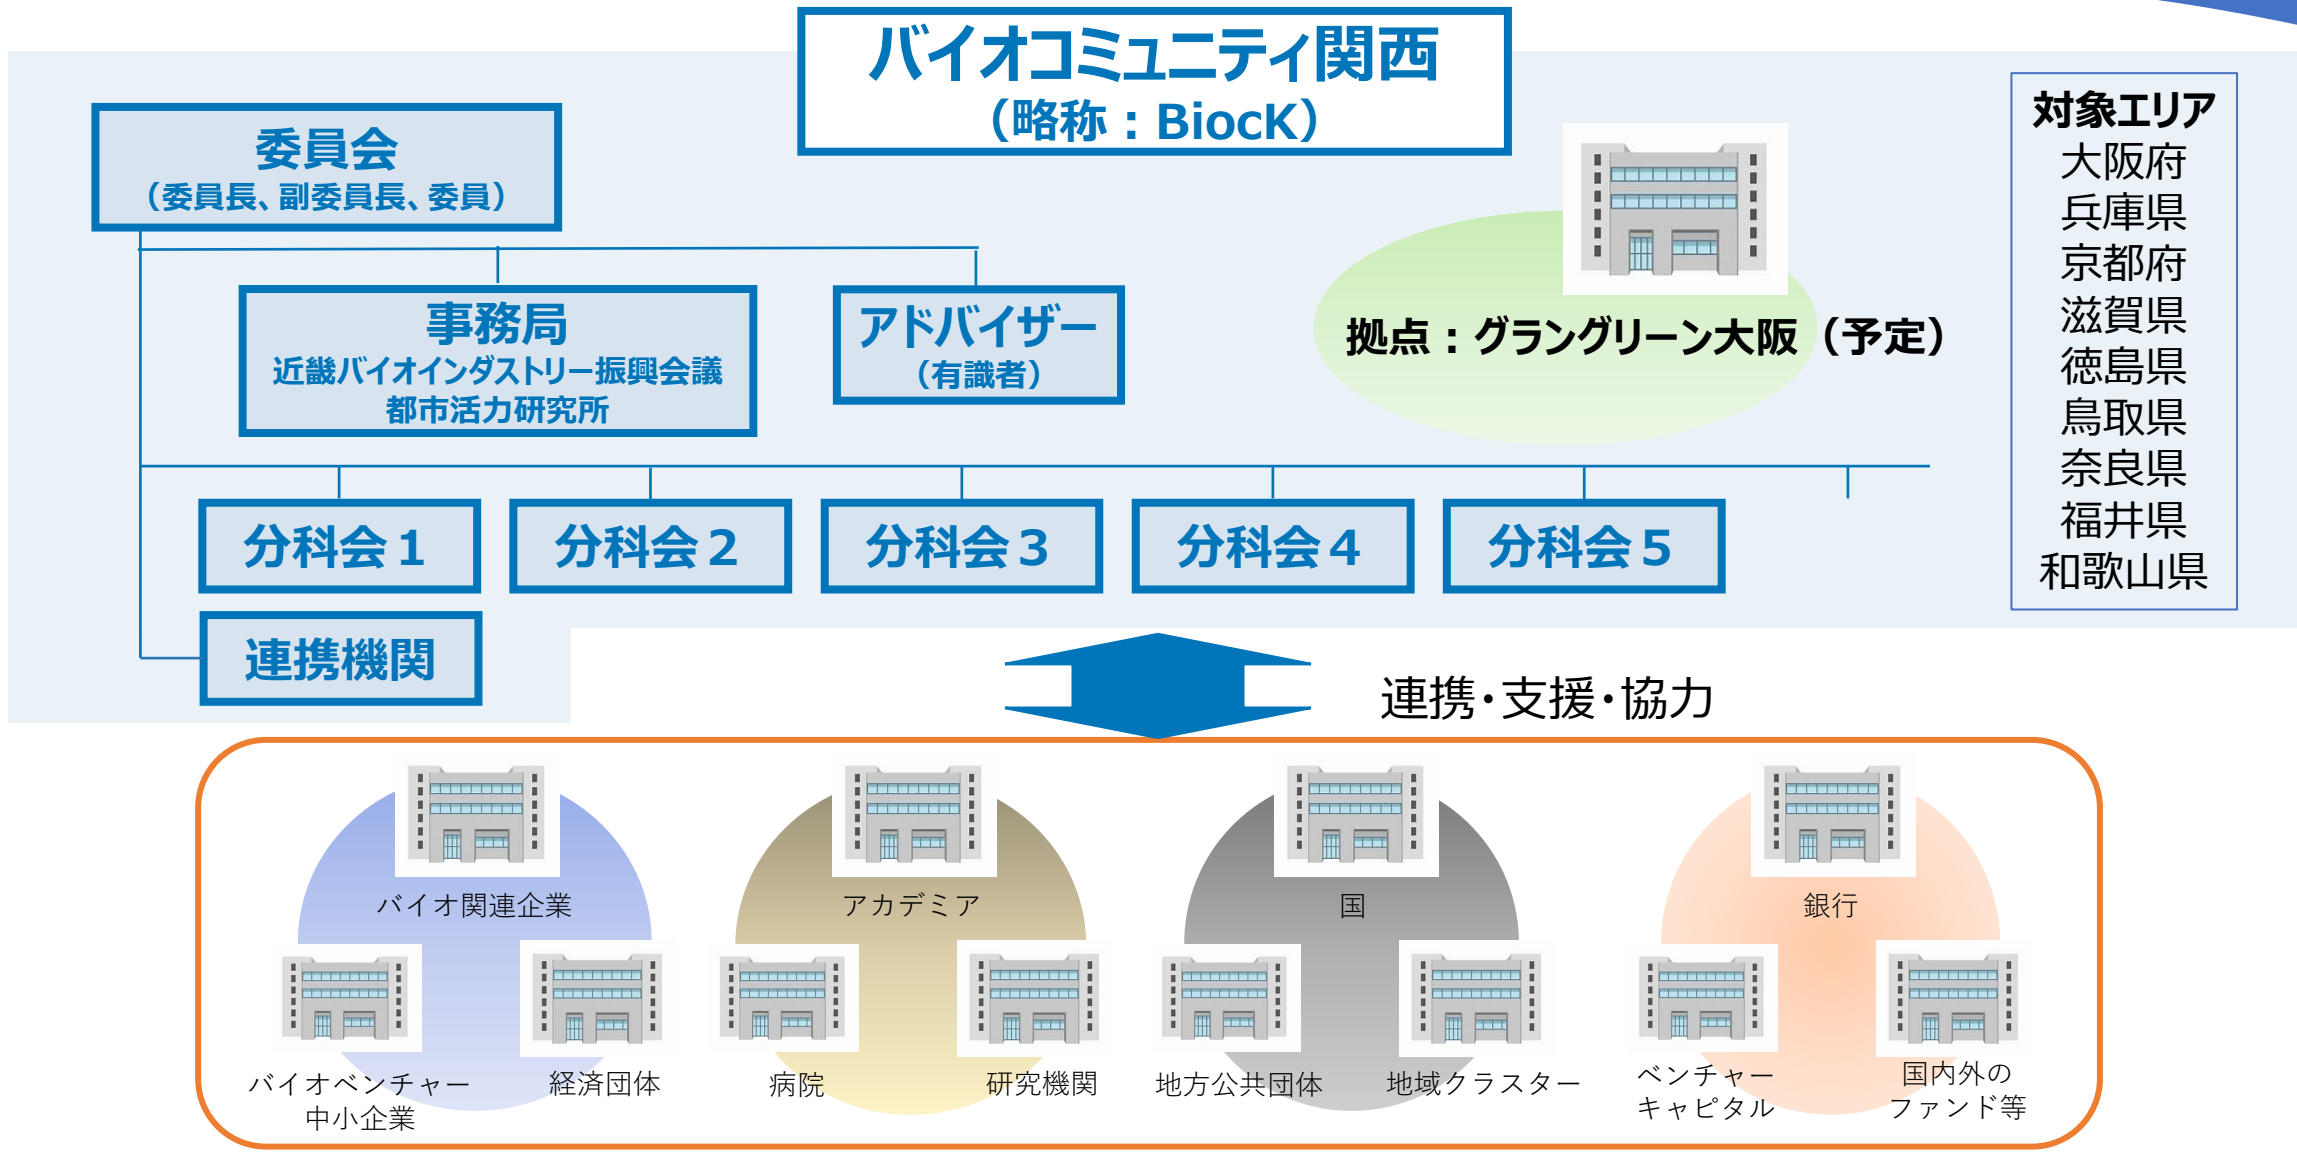 バイオコミュニティ関西
（略称：BiocK）
委員会
（委員長、副委員長、委員）
事務局
近畿バイオインダストリー振興会議
都市活力研究所
アドバイザー
（有識者）
拠点：グラングリーン大阪（予定）
対象エリア
大阪府
兵庫県
京都府
滋賀県
徳島県
鳥取県
奈良県
福井県
和歌山県
分科会１
分科会２
分科会３
分科会４
分科会５
連携機関
連携・支援・協力
バイオ関連企業
バイオベンチャー
中小企業
経済団体
アカデミア
病院
研究機関
国
地方公共団体
地域クラスター
銀行
ベンチャー
キャピタル
国内外の
ファンド等